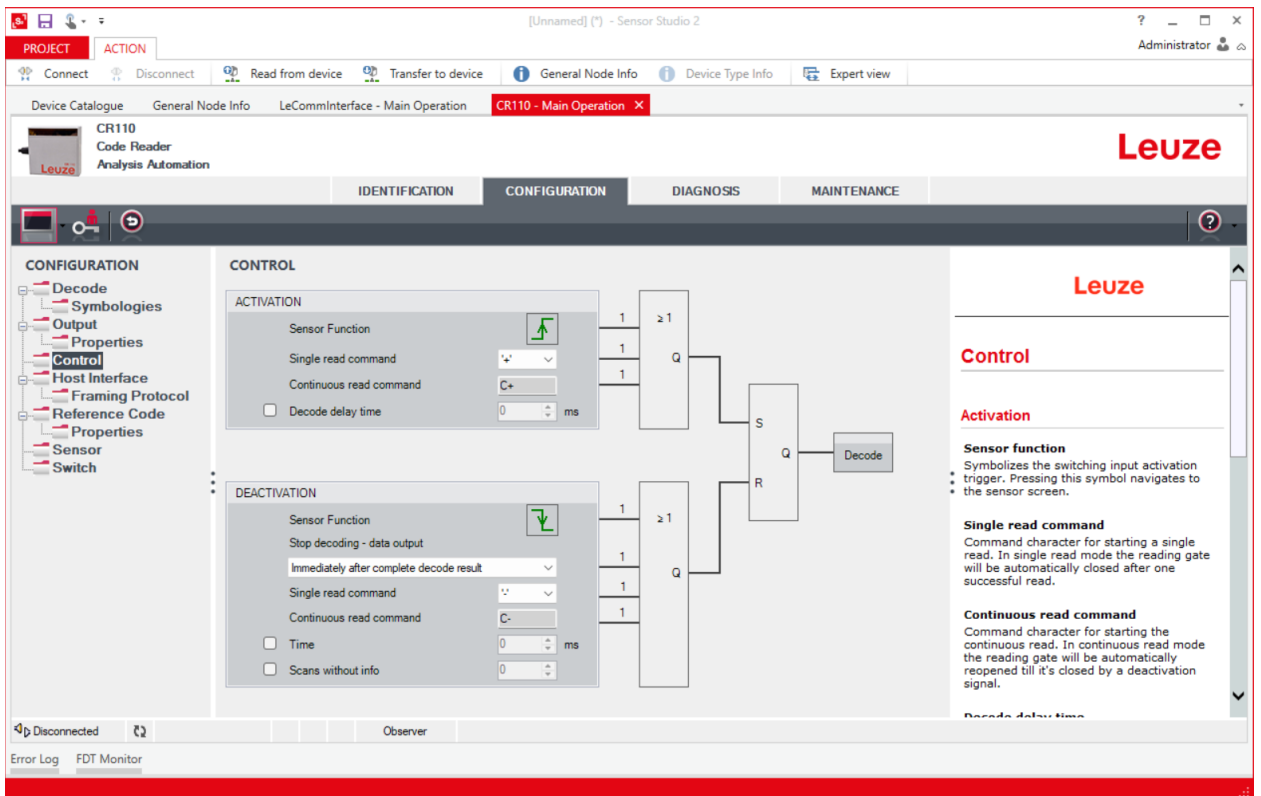 [Unnamed] (*) - Sensor Studio 2
?
PROJECT ACTION
Administrator
Connect Disconnect Read from device Transfer to device General Node Info Device Type Info Expert view
Device Catalogue General Node Info LeCommInterface - Main Operation CR110 - Main Operation
CR110
Code Reader
Analysis Automation
Leuze
Leuze
IDENTIFICATION CONFIGURATION DIAGNOSIS MAINTENANCE
?
CONFIGURATION
Decode
Symbologies
Output
Properties
Control
Host Interface
Framing Protocol
Reference Code
Properties
Sensor
Switch
CONTROL
ACTIVATION
Sensor Function
Single read command '+'
Continuous read command C+
Decode delay time 0 ms
1
1
1
≥1
Q
DEACTIVATION
Sensor Function
Stop decoding - data output
Immediately after complete decode result
Single read command '-'
Continuous read command C-
Time 0 ms
Scans without info 0
1
1
1
1
≥1
Q
S
Q
R
Decode
Leuze
Control
Activation
Sensor function
Symbolizes the switching input activation
trigger. Pressing this symbol navigates to
the sensor screen.
Single read command
Command character for starting a single
read. In single read mode the reading gate
will be automatically closed after one
successful read.
Continuous read command
Command character for starting the
continuous read. In continuous read mode
the reading gate will be automatically
reopened till it's closed by a deactivation
signal.
Decode delay time
Disconnected Observer
Error Log FDT Monitor